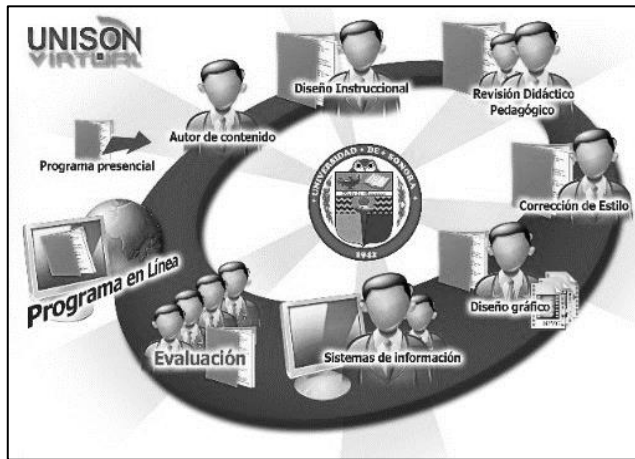 UNISON
VIRTUAL
Diseño Instruccional
Revisión Didáctico
Pedagógico
Autor de contenido
Programa presencial
UNIVERSIDAD • DE • SONORA
1942
Corrección de Estilo
Programa en Línea
Diseño gráfico
Evaluación
Sistemas de información